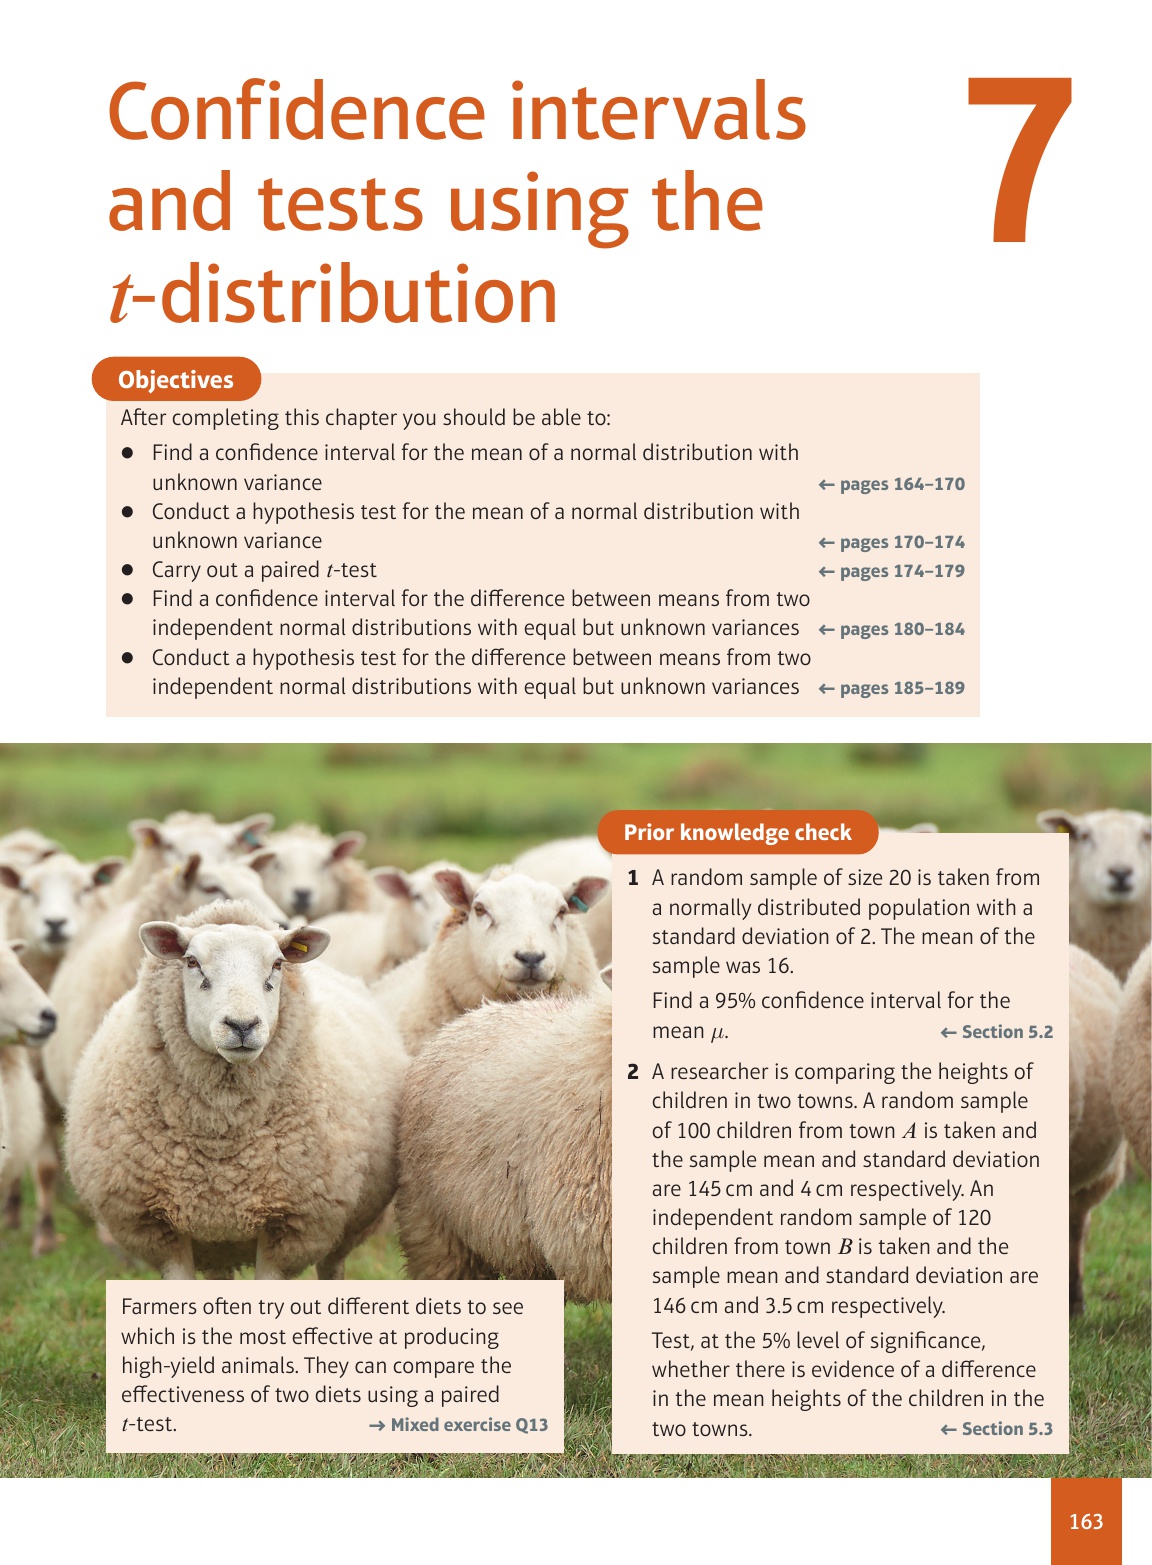 Confidence intervals
and tests using the
t-distribution
7
Objectives
After completing this chapter you should be able to:
● Find a confidence interval for the mean of a normal distribution with
unknown variance ← pages 164–170
● Conduct a hypothesis test for the mean of a normal distribution with
unknown variance ← pages 170–174
● Carry out a paired t-test ← pages 174–179
● Find a confidence interval for the difference between means from two
independent normal distributions with equal but unknown variances ← pages 180–184
● Conduct a hypothesis test for the difference between means from two
independent normal distributions with equal but unknown variances ← pages 185–189
Prior knowledge check
1 A random sample of size 20 is taken from
a normally distributed population with a
standard deviation of 2. The mean of the
sample was 16.
Find a 95% confidence interval for the
mean μ. ← Section 5.2
2 A researcher is comparing the heights of
children in two towns. A random sample
of 100 children from town A is taken and
the sample mean and standard deviation
are 145 cm and 4 cm respectively. An
independent random sample of 120
children from town B is taken and the
sample mean and standard deviation are
146 cm and 3.5 cm respectively.
Test, at the 5% level of significance,
whether there is evidence of a difference
in the mean heights of the children in the
two towns. ← Section 5.3
Farmers often try out different diets to see
which is the most effective at producing
high-yield animals. They can compare the
effectiveness of two diets using a paired
t-test. → Mixed exercise Q13
163